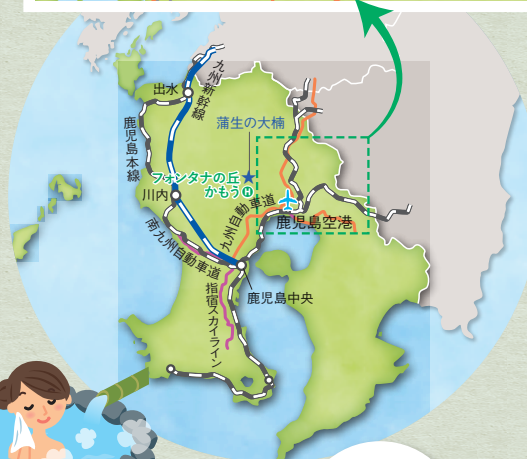 九州新幹線
出水
鹿児島本線
蒲生の大楠
フォンタナの丘
かもう
H
川内
九州自動車道
鹿児島空港
南九州自動車道
鹿児島中央
指宿スカイライン